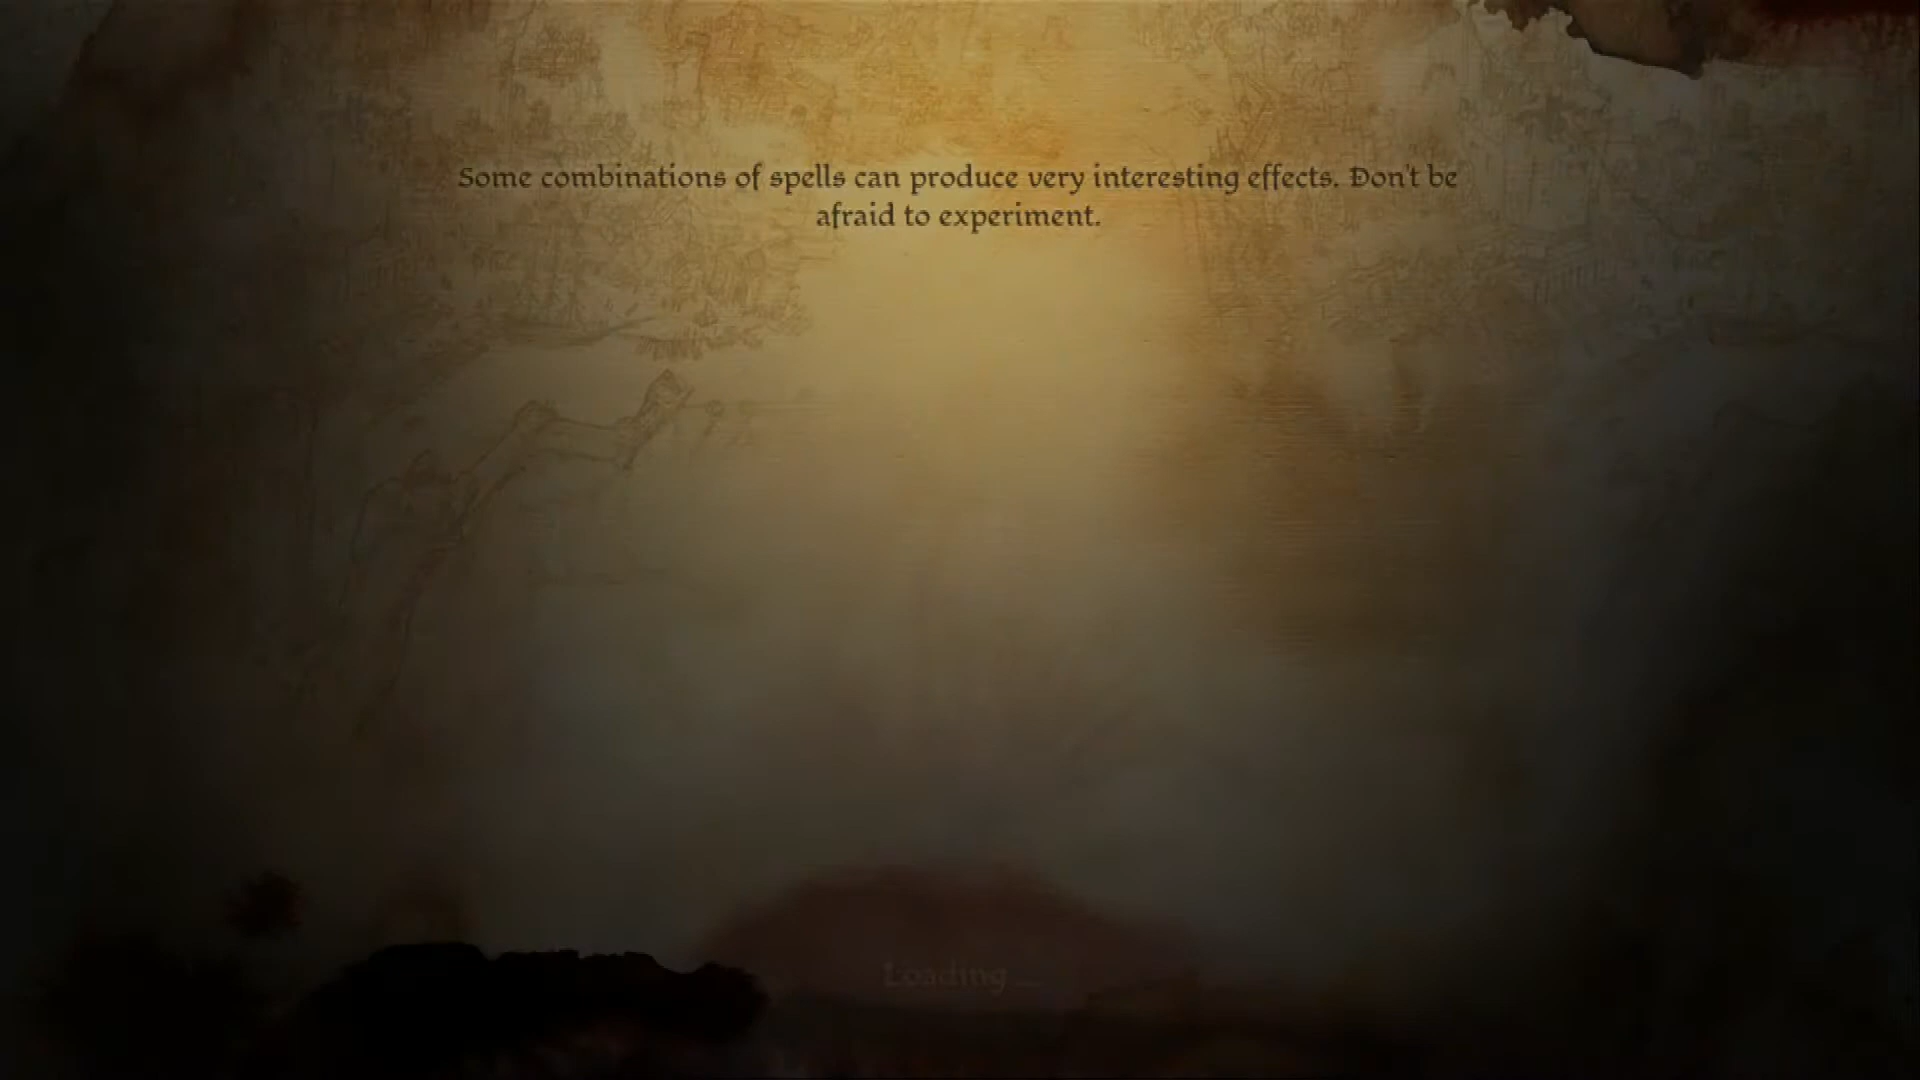 Some combinations of spells can produce very interesting effects. Don't be
afraid to experiment.
Loading ...